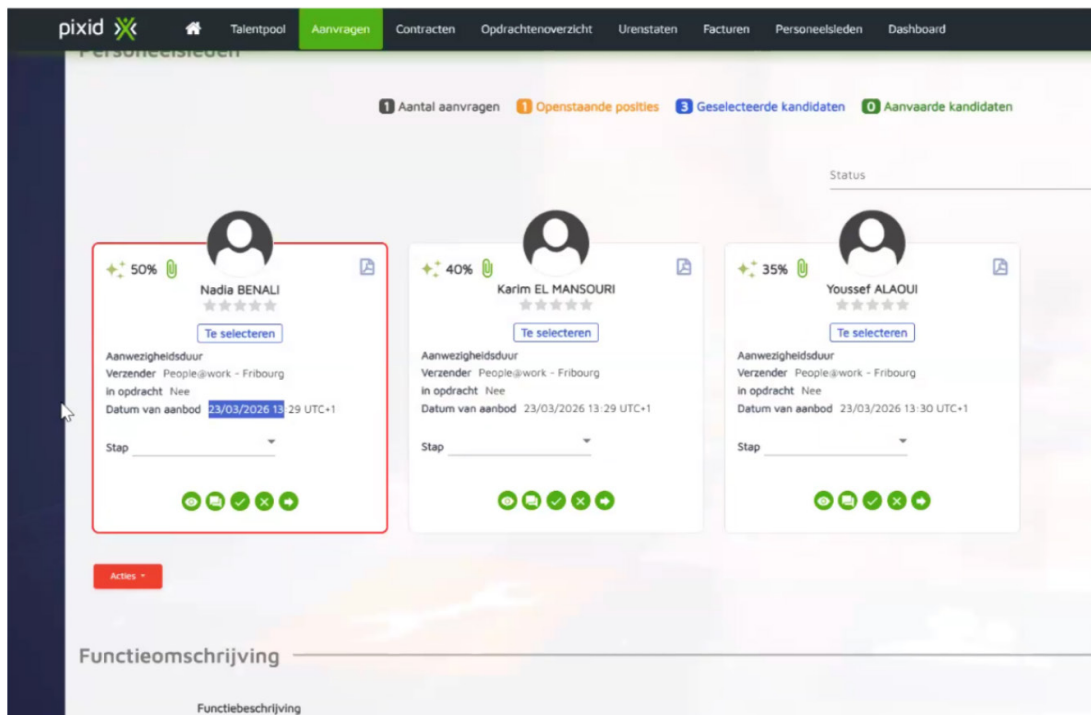 pixid Talentpool Aanvragen Contracten Opdrachtenoverzicht Urenstaten Facturen Personeelsleden Dashboard
Personeelsleden
1 Aantal aanvragen 1 Openstaande posities 3 Geselecteerde kandidaten 0 Aanvaarde kandidaten
Status
50%
Nadia BENALI
Te selecteren
Aanwezigheidsduur
Verzender People@work - Fribourg
in opdracht Nee
Datum van aanbod 23/03/2026 13:29 UTC+1
Stap
40%
Karim EL MANSOURI
Te selecteren
Aanwezigheidsduur
Verzender People@work - Fribourg
in opdracht Nee
Datum van aanbod 23/03/2026 13:29 UTC+1
Stap
35%
Youssef ALAOUI
Te selecteren
Aanwezigheidsduur
Verzender People@work - Fribourg
in opdracht Nee
Datum van aanbod 23/03/2026 13:30 UTC+1
Stap
Acties
Functieomschrijving
Functiebeschrijving